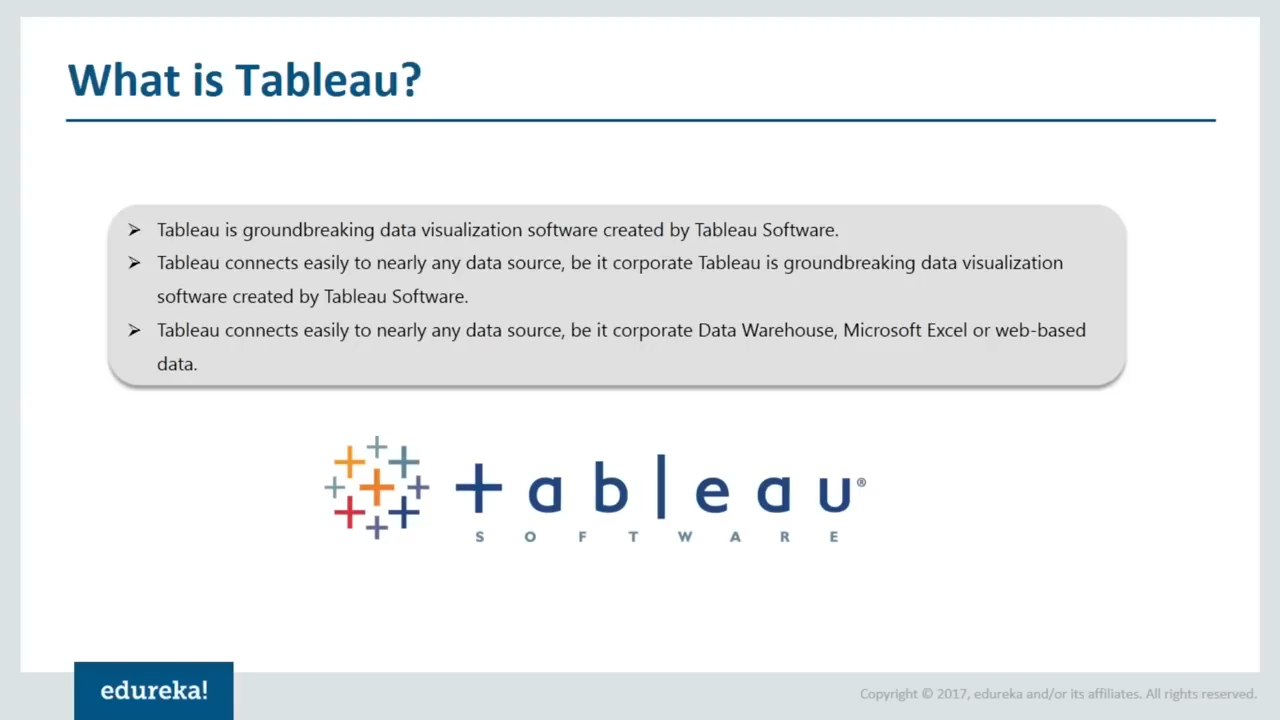 What is Tableau?
➢ Tableau is groundbreaking data visualization software created by Tableau Software.
➢ Tableau connects easily to nearly any data source, be it corporate Tableau is groundbreaking data visualization
software created by Tableau Software.
➢ Tableau connects easily to nearly any data source, be it corporate Data Warehouse, Microsoft Excel or web-based
data.
+ableau®
SOFTWARE
edureka!
Copyright © 2017, edureka and/or its affiliates. All rights reserved.